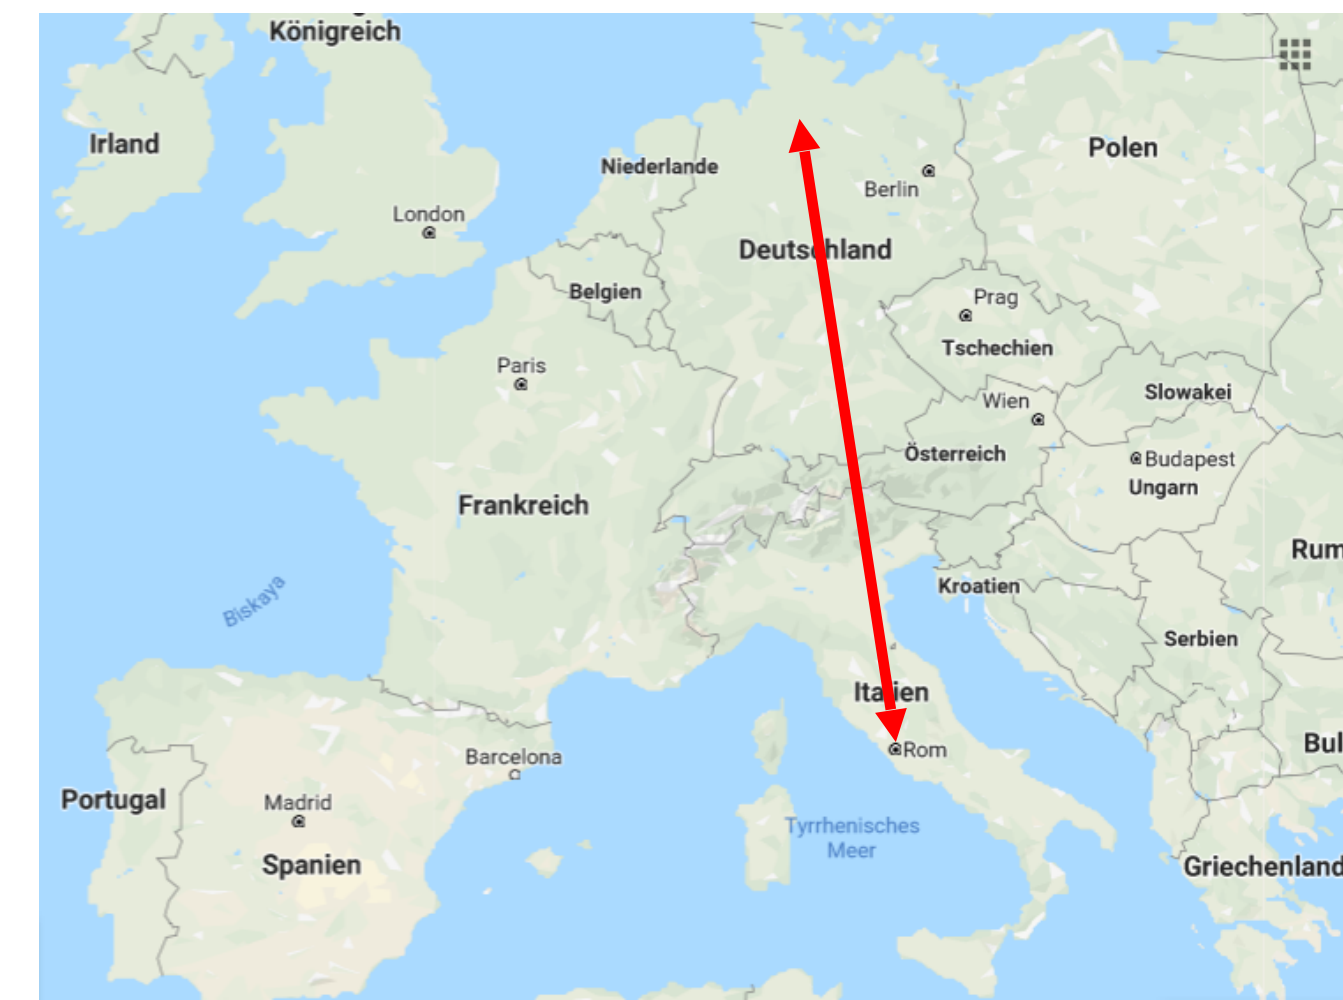 Königreich
Irland
Polen
Niederlande
Berlin
London
Deutschland
Belgien
Prag
Tschechien
Paris
Slowakei
Wien
Österreich
Budapest
Ungarn
Frankreich
Rum
Kroatien
Biskaya
Serbien
Italien
Rom
Bul
Barcelona
Portugal
Madrid
Tyrrhenisches
Meer
Spanien
Griechenland